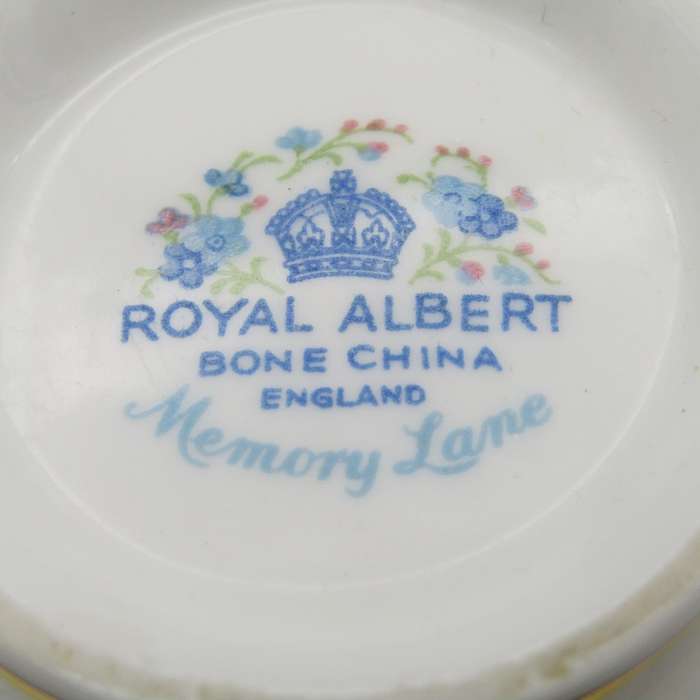 ROYAL ALBERT
BONE CHINA
ENGLAND
Memory Lane